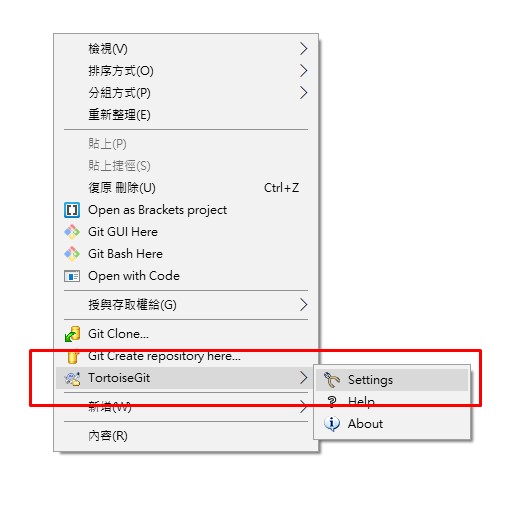 檢視(V)
排序方式(O)
分組方式(P)
重新整理(E)
貼上(P)
貼上捷徑(S)
復原 刪除(U) Ctrl+Z
Open as Brackets project
Git GUI Here
Git Bash Here
Open with Code
授與存取權給(G)
Git Clone...
Git Create repository here...
TortoiseGit
Settings
Help
About
新增(W)
內容(R)